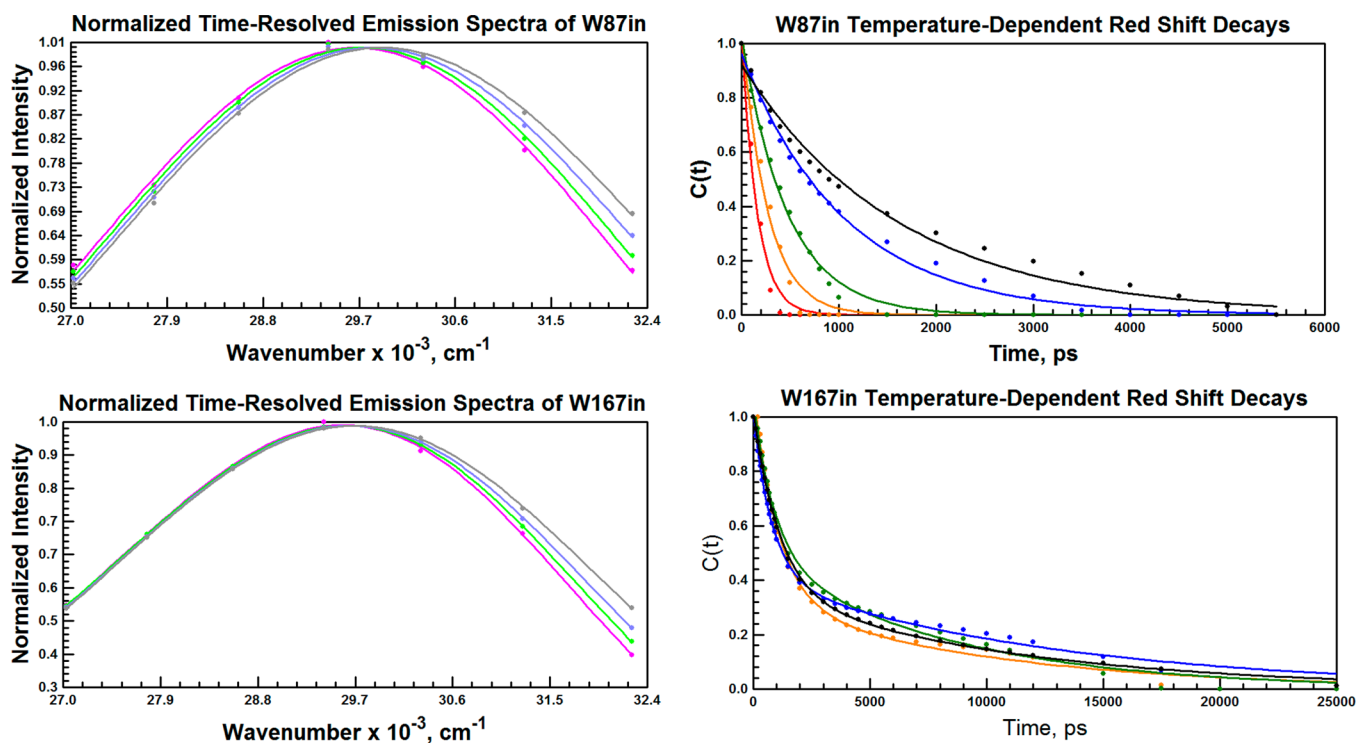 Normalized Time-Resolved Emission Spectra of W87in
Normalized Intensity
1.01
0.96
0.92
0.87
0.82
0.78
0.73
0.69
0.64
0.59
0.55
0.50
27.0 27.9 28.8 29.7 30.6 31.5 32.4
Wavenumber x 10⁻³, cm⁻¹
W87in Temperature-Dependent Red Shift Decays
C(t)
1.0
0.8
0.6
0.4
0.2
0.0
0 1000 2000 3000 4000 5000 6000
Time, ps
Normalized Time-Resolved Emission Spectra of W167in
Normalized Intensity
1.0
0.9
0.8
0.7
0.7
0.6
0.5
0.4
0.3
27.0 27.9 28.8 29.7 30.6 31.5 32.4
Wavenumber x 10⁻³, cm⁻¹
W167in Temperature-Dependent Red Shift Decays
C(t)
1.0
0.8
0.6
0.4
0.2
0.0
0 5000 10000 15000 20000 25000
Time, ps